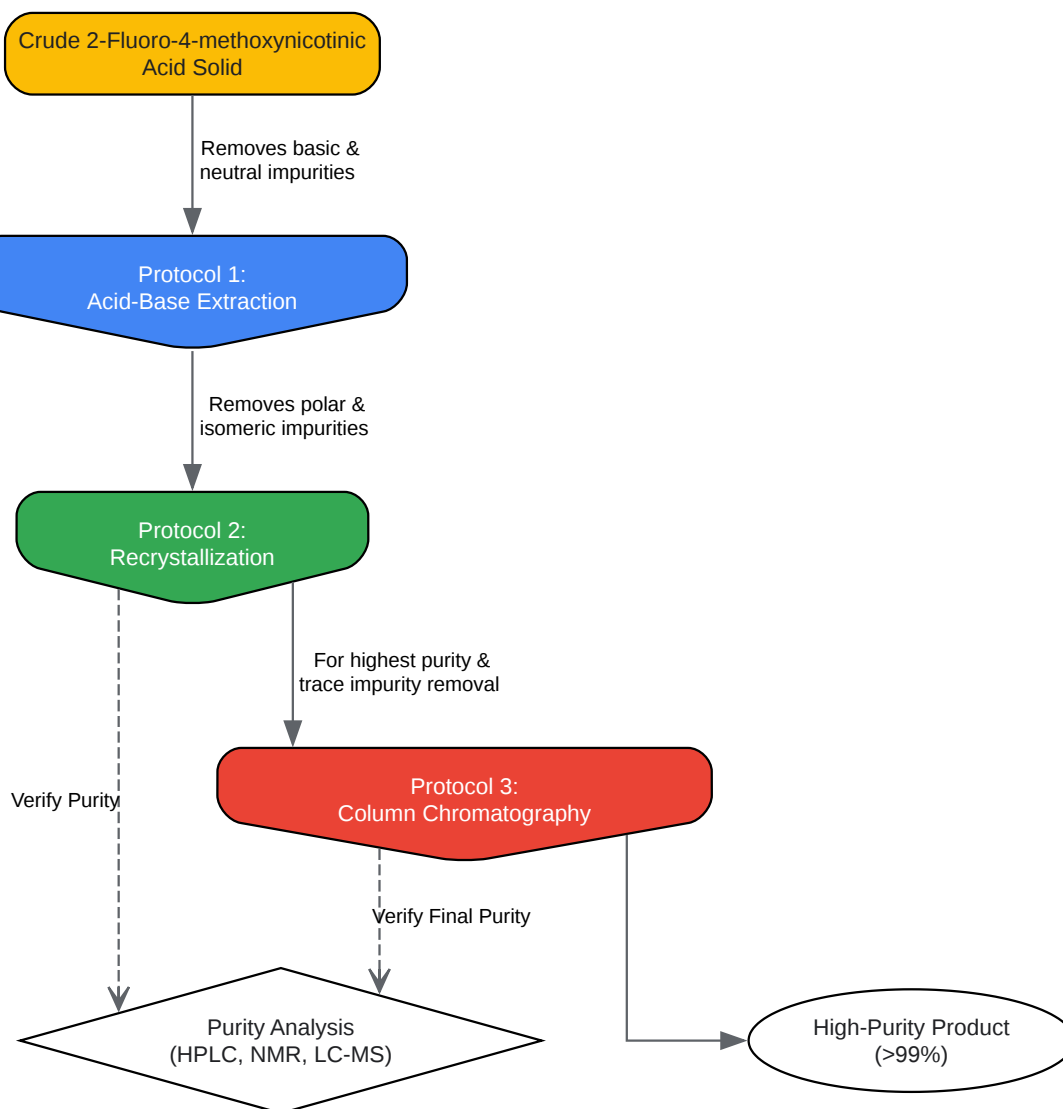 Crude 2-Fluoro-4-methoxynicotinic
Acid Solid
Removes basic &
neutral impurities
Protocol 1:
Acid-Base Extraction
Removes polar &
isomeric impurities
Protocol 2:
Recrystallization
For highest purity &
trace impurity removal
Protocol 3:
Column Chromatography
Verify Purity
Verify Final Purity
Purity Analysis
(HPLC, NMR, LC-MS)
High-Purity Product
(>99%)